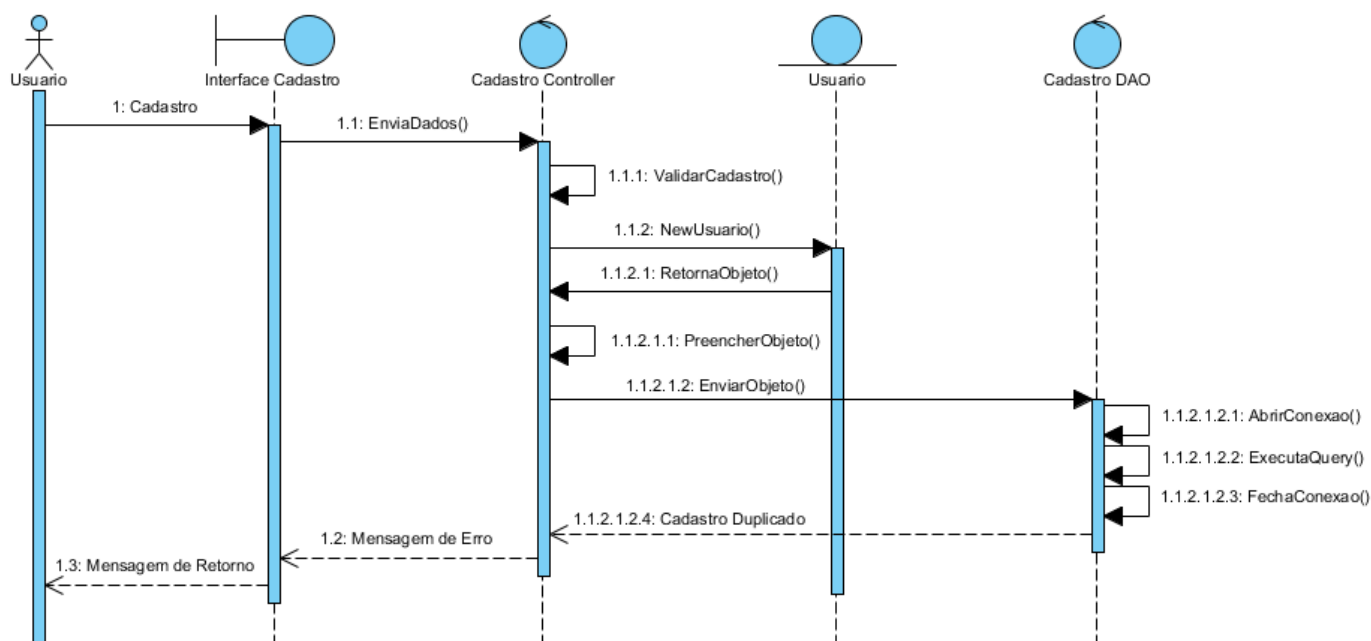 Usuario
Interface Cadastro
Cadastro Controller
Usuario
Cadastro DAO
1: Cadastro
1.1: EnviaDados()
1.1.1: ValidarCadastro()
1.1.2: NewUsuario()
1.1.2.1: RetornaObjeto()
1.1.2.1.1: PreencherObjeto()
1.1.2.1.2: EnviarObjeto()
1.1.2.1.2.1: AbrirConexao()
1.1.2.1.2.2: ExecutaQuery()
1.1.2.1.2.3: FechaConexao()
1.1.2.1.2.4: Cadastro Duplicado
1.2: Mensagem de Erro
1.3: Mensagem de Retorno